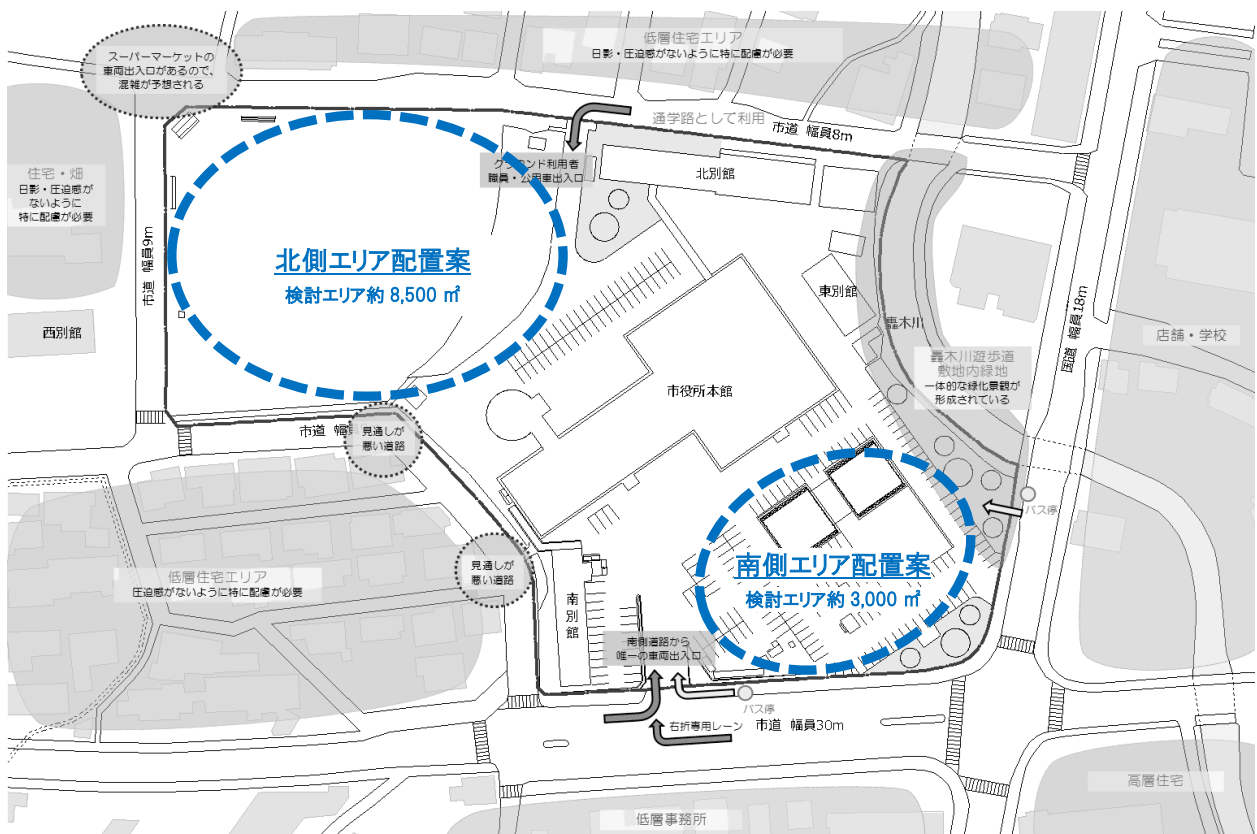 スーパーマーケットの
車両出入口があるので、
混雑が予想される
低層住宅エリア
日影・圧迫感がないように特に配慮が必要
通学路として利用
市道 幅員8m
グラウンド利用者
職員・公用車出入口
北別館
住宅・畑
日影・圧迫感が
ないように
特に配慮が必要
市道 幅員9m
北側エリア配置案
検討エリア約 8,500 ㎡
西別館
東別館
轟木川
国道 幅員18m
店舗・学校
轟木川遊歩道
敷地内緑地
一体的な緑化景観が
形成されている
市役所本館
市道 幅員
見通しが
悪い道路
バス停
見通しが
悪い道路
南側エリア配置案
検討エリア約 3,000 ㎡
低層住宅エリア
圧迫感がないように特に配慮が必要
南別館
南側道路から
唯一の車両出入口
バス停
右折専用レーン
市道 幅員30m
高層住宅
低層事務所